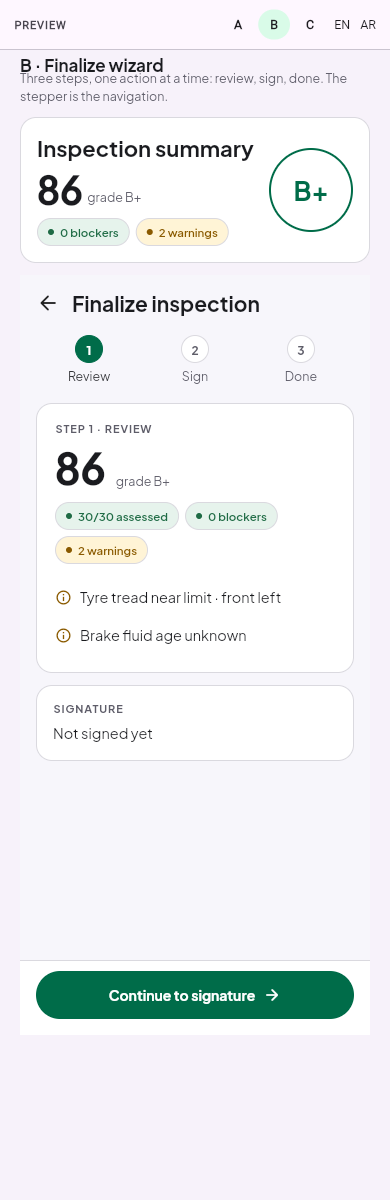 PREVIEW
A
B
C
EN
AR
B · Finalize wizard
Three steps, one action at a time: review, sign, done. The
stepper is the navigation.
Inspection summary
86 grade B+
B+
0 blockers
2 warnings
Finalize inspection
1
2
3
Review
Sign
Done
STEP 1 · REVIEW
86 grade B+
30/30 assessed
0 blockers
2 warnings
Tyre tread near limit · front left
Brake fluid age unknown
SIGNATURE
Not signed yet
Continue to signature